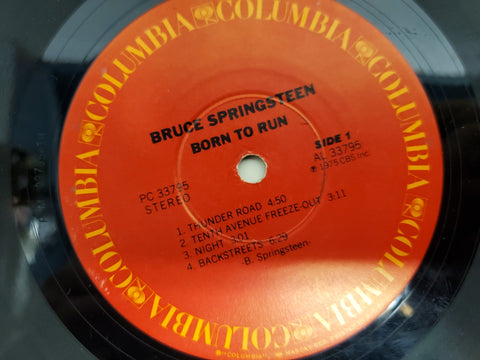 COLUMBIA COLUMBIA COLUMBIA COLUMBIA COLUMBIA COLUMBIA
BRUCE SPRINGSTEEN
BORN TO RUN
SIDE 1
AL 33795
℗ 1975 CBS Inc.
PC 33795
STEREO
1. THUNDER ROAD 4:50
2. TENTH AVENUE FREEZE-OUT 3:11
3. NIGHT 3:01
4. BACKSTREETS 6:29
-B. Springsteen-
"COLUMBIA"